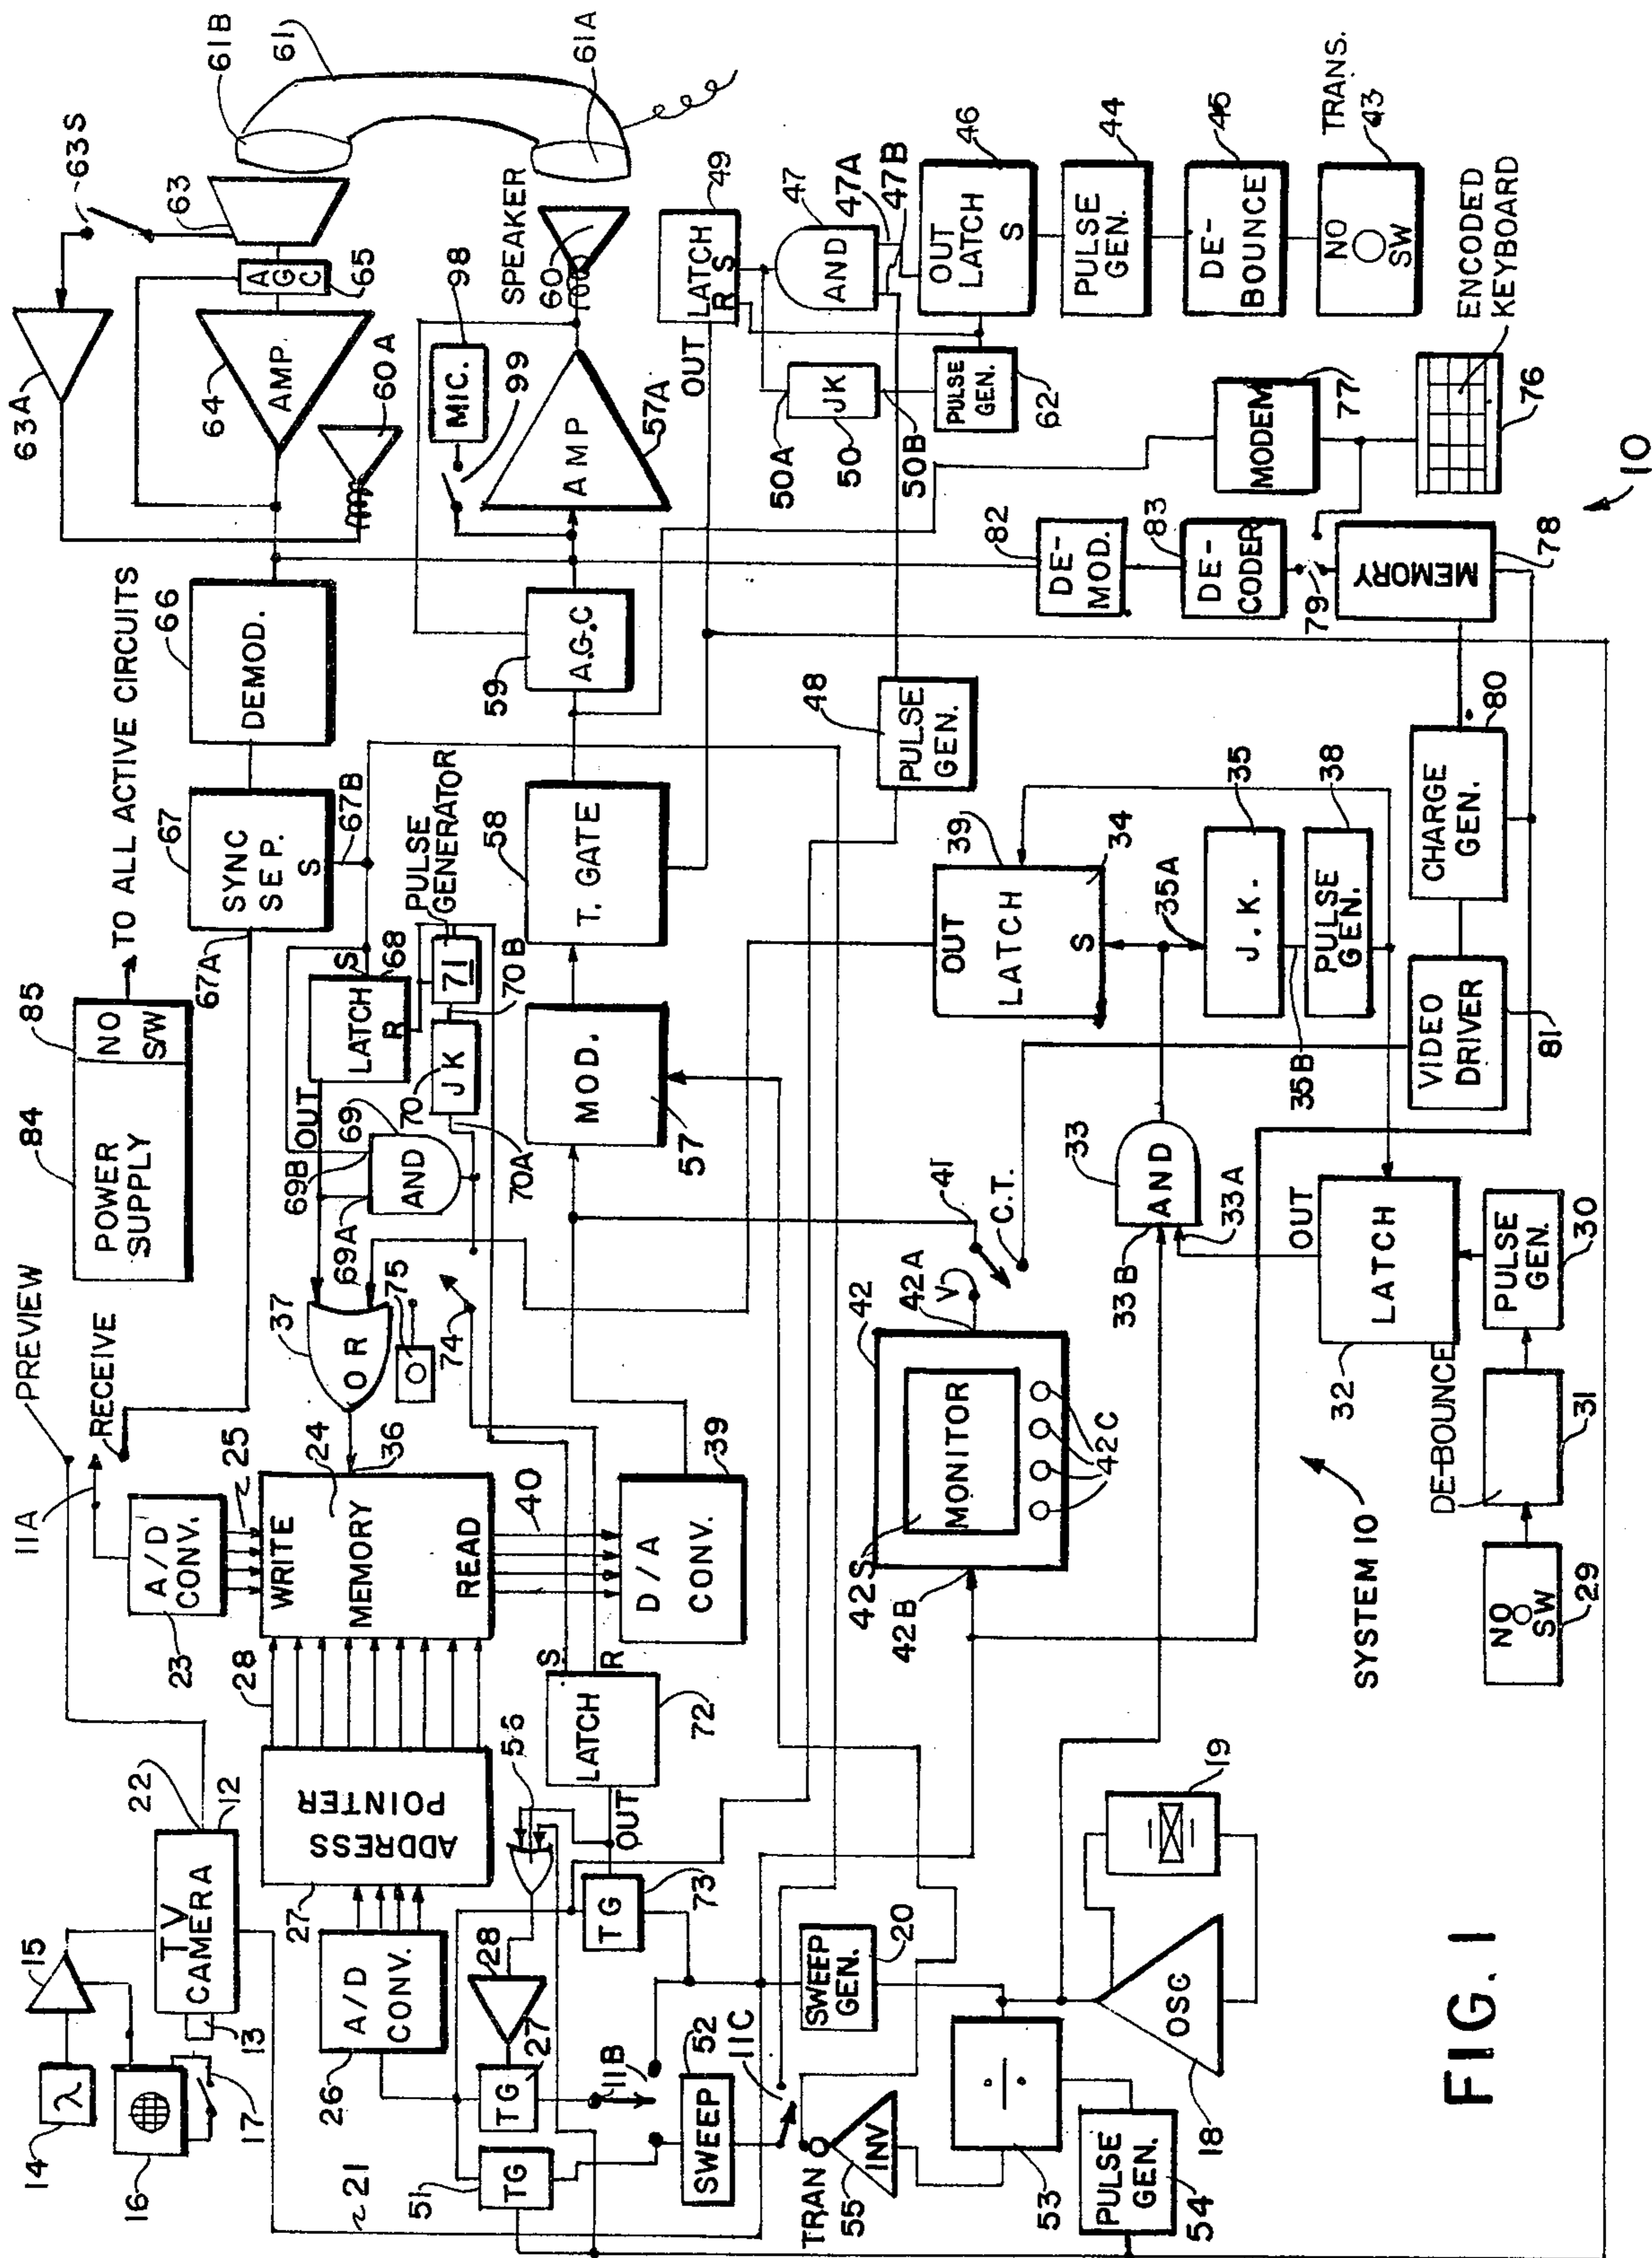 11A
PREVIEW
RECEIVE
TO ALL ACTIVE CIRCUITS
84
POWER
SUPPLY
85
NO
S/W
67A
67
SYNC
SEP.
S
67B
66
DEMOD.
63A
63S
64
AMP.
AGC
65
63
60A
61B
61
61A
14
λ
15
16
17
13
TV
CAMERA
12
22
23
A/D
CONV.
25
WRITE
MEMORY
READ
24
36
28
27
ADDRESS
POINTER
26
A/D
CONV.
37
OR
75
74
OUT
LATCH
S
68
R
69
AND
69A
69B
70
JK
70A
70B
71
PULSE
GENERATOR
40
39
D/A
CONV.
57
MOD.
58
T. GATE
59
A.G.C
AMP
57A
MIC.
98
99
SPEAKER
60
100
21
51
TG
27
TG
28
56
LATCH
S
R
OUT
72
73
TG
11B
52
SWEEP
11C
TRAN
55
INV
53
÷
54
PULSE
GEN.
20
SWEEP
GEN.
18
OSC
19
42
MONITOR
42S
42A
42B
42C
V
41
C.T.
33
AND
33A
33B
OUT
LATCH
32
PULSE
GEN.
30
DE-BOUNCE
31
NO
SW
29
SYSTEM 10
OUT
LATCH
S
39
34
35A
35
J.K.
35B
38
PULSE
GEN.
48
PULSE
GEN.
OUT
LATCH
R S
49
50A
JK
50
50B
PULSE
GEN.
62
AND
47
47A
47B
OUT
LATCH
S
46
PULSE
GEN.
44
DE-
BOUNCE
45
NO
SW
TRANS.
43
82
DE-
MOD.
83
DE-
CODER
79
MEMORY
78
MODEM
77
ENCODED
KEYBOARD
76
CHARGE
GEN.
80
VIDEO
DRIVER
81
10
FIG. 1